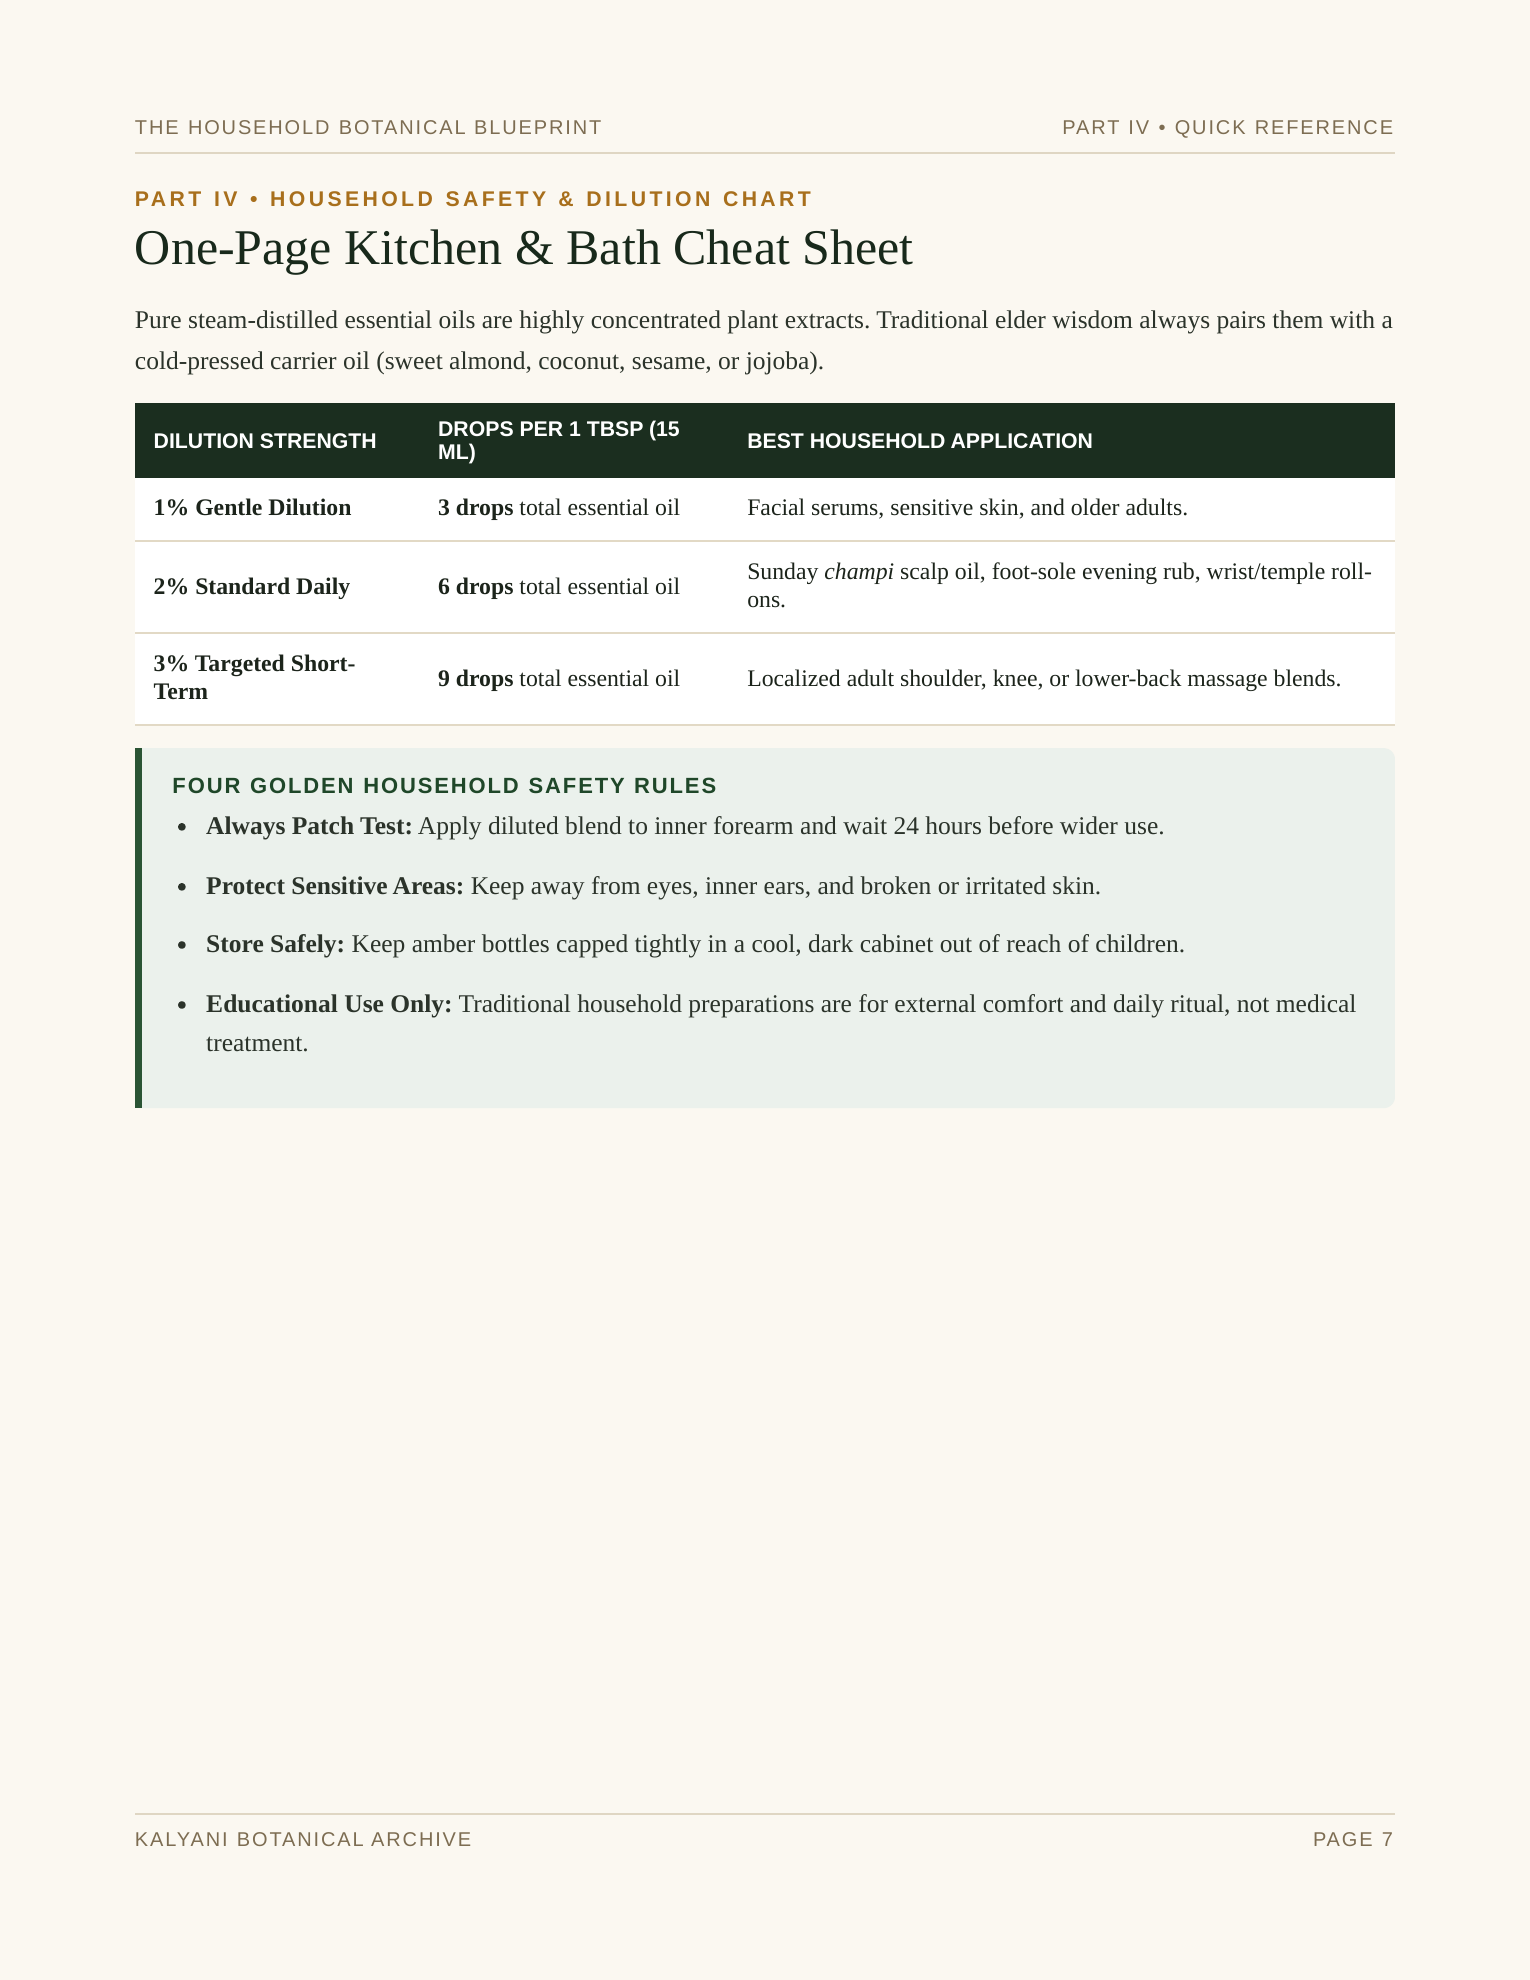 THE HOUSEHOLD BOTANICAL BLUEPRINT
PART IV • QUICK REFERENCE
PART IV • HOUSEHOLD SAFETY & DILUTION CHART
One-Page Kitchen & Bath Cheat Sheet
Pure steam-distilled essential oils are highly concentrated plant extracts. Traditional elder wisdom always pairs them with a
cold-pressed carrier oil (sweet almond, coconut, sesame, or jojoba).
DILUTION STRENGTH
DROPS PER 1 TBSP (15
ML)
BEST HOUSEHOLD APPLICATION
1% Gentle Dilution
3 drops total essential oil
Facial serums, sensitive skin, and older adults.
2% Standard Daily
6 drops total essential oil
Sunday champi scalp oil, foot-sole evening rub, wrist/temple roll-
ons.
3% Targeted Short-
Term
9 drops total essential oil
Localized adult shoulder, knee, or lower-back massage blends.
FOUR GOLDEN HOUSEHOLD SAFETY RULES
• Always Patch Test: Apply diluted blend to inner forearm and wait 24 hours before wider use.
• Protect Sensitive Areas: Keep away from eyes, inner ears, and broken or irritated skin.
• Store Safely: Keep amber bottles capped tightly in a cool, dark cabinet out of reach of children.
• Educational Use Only: Traditional household preparations are for external comfort and daily ritual, not medical
treatment.
KALYANI BOTANICAL ARCHIVE
PAGE 7